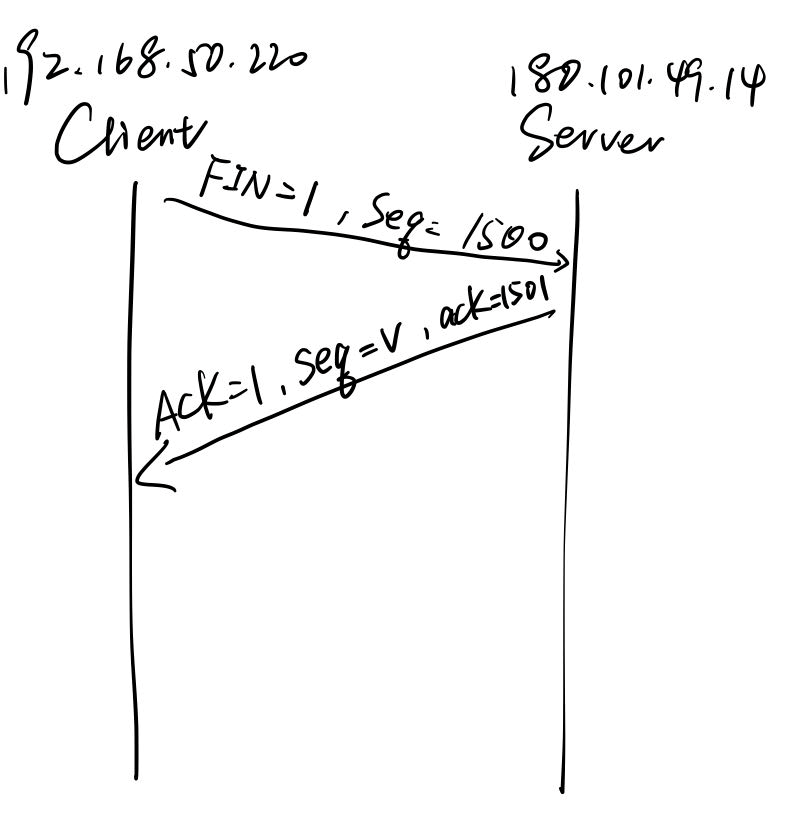 192.168.50.220
180.101.49.14
Client
Server
FIN=1, Seq=1500
ACK=1, Seq=V, ack=1501